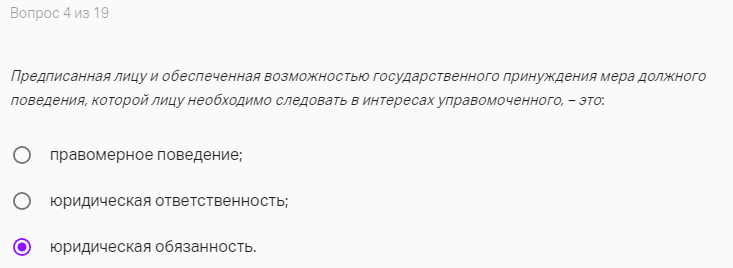 Вопрос 4 из 19
Предписанная лицу и обеспеченная возможностью государственного принуждения мера должного
поведения, которой лицу необходимо следовать в интересах управомоченного, – это:
правомерное поведение;
юридическая ответственность;
юридическая обязанность.